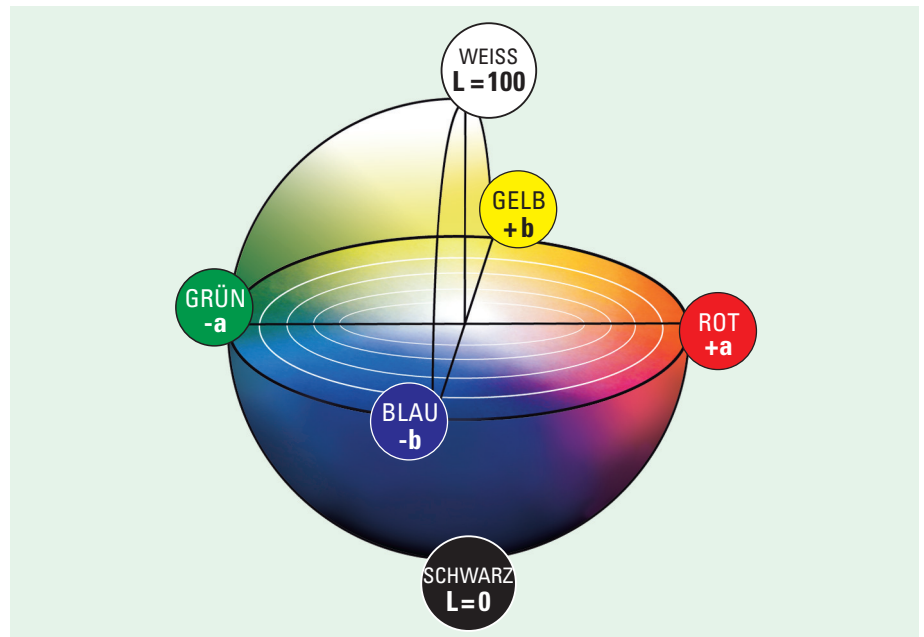 WEISS
L = 100
GELB
+b
GRÜN
-a
ROT
+a
BLAU
-b
SCHWARZ
L = 0